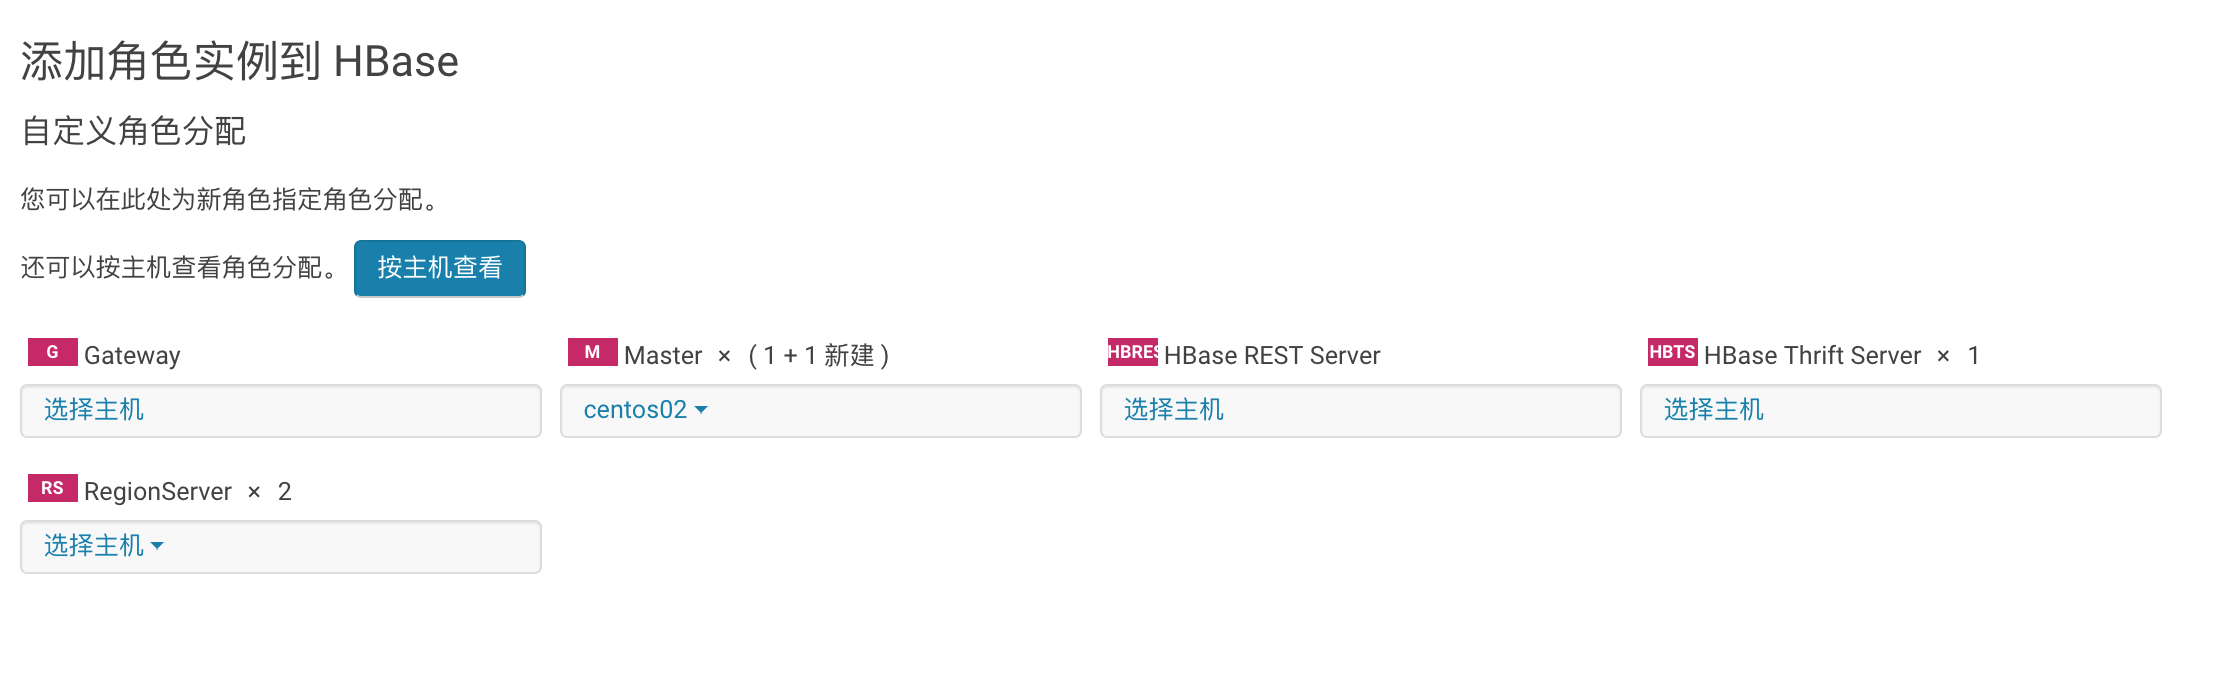 添加角色实例到 HBase
自定义角色分配
您可以在此处为新角色指定角色分配。
还可以按主机查看角色分配。 按主机查看
G Gateway
选择主机
M Master × ( 1 + 1 新建 )
centos02
HBRES HBase REST Server
选择主机
HBTS HBase Thrift Server × 1
选择主机
RS RegionServer × 2
选择主机